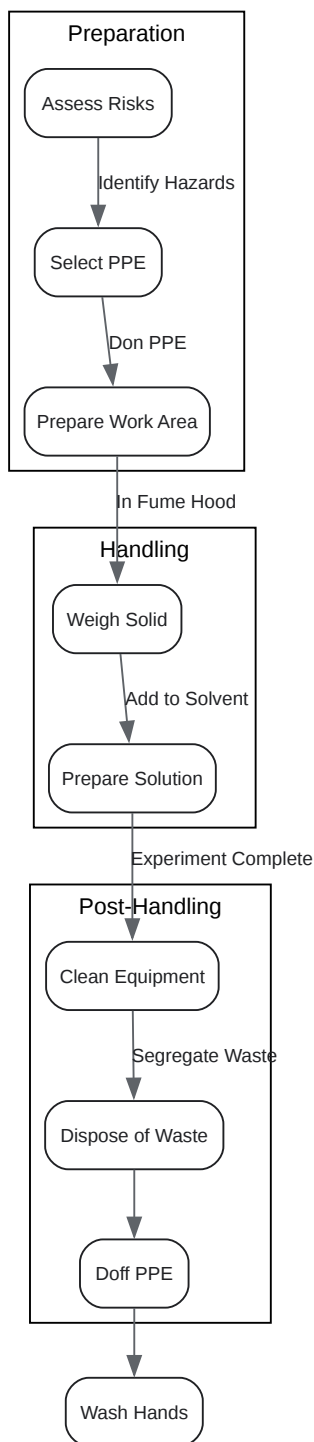 Preparation
Assess Risks
Identify Hazards
Select PPE
Don PPE
Prepare Work Area
In Fume Hood
Handling
Weigh Solid
Add to Solvent
Prepare Solution
Experiment Complete
Post-Handling
Clean Equipment
Segregate Waste
Dispose of Waste
Doff PPE
Wash Hands